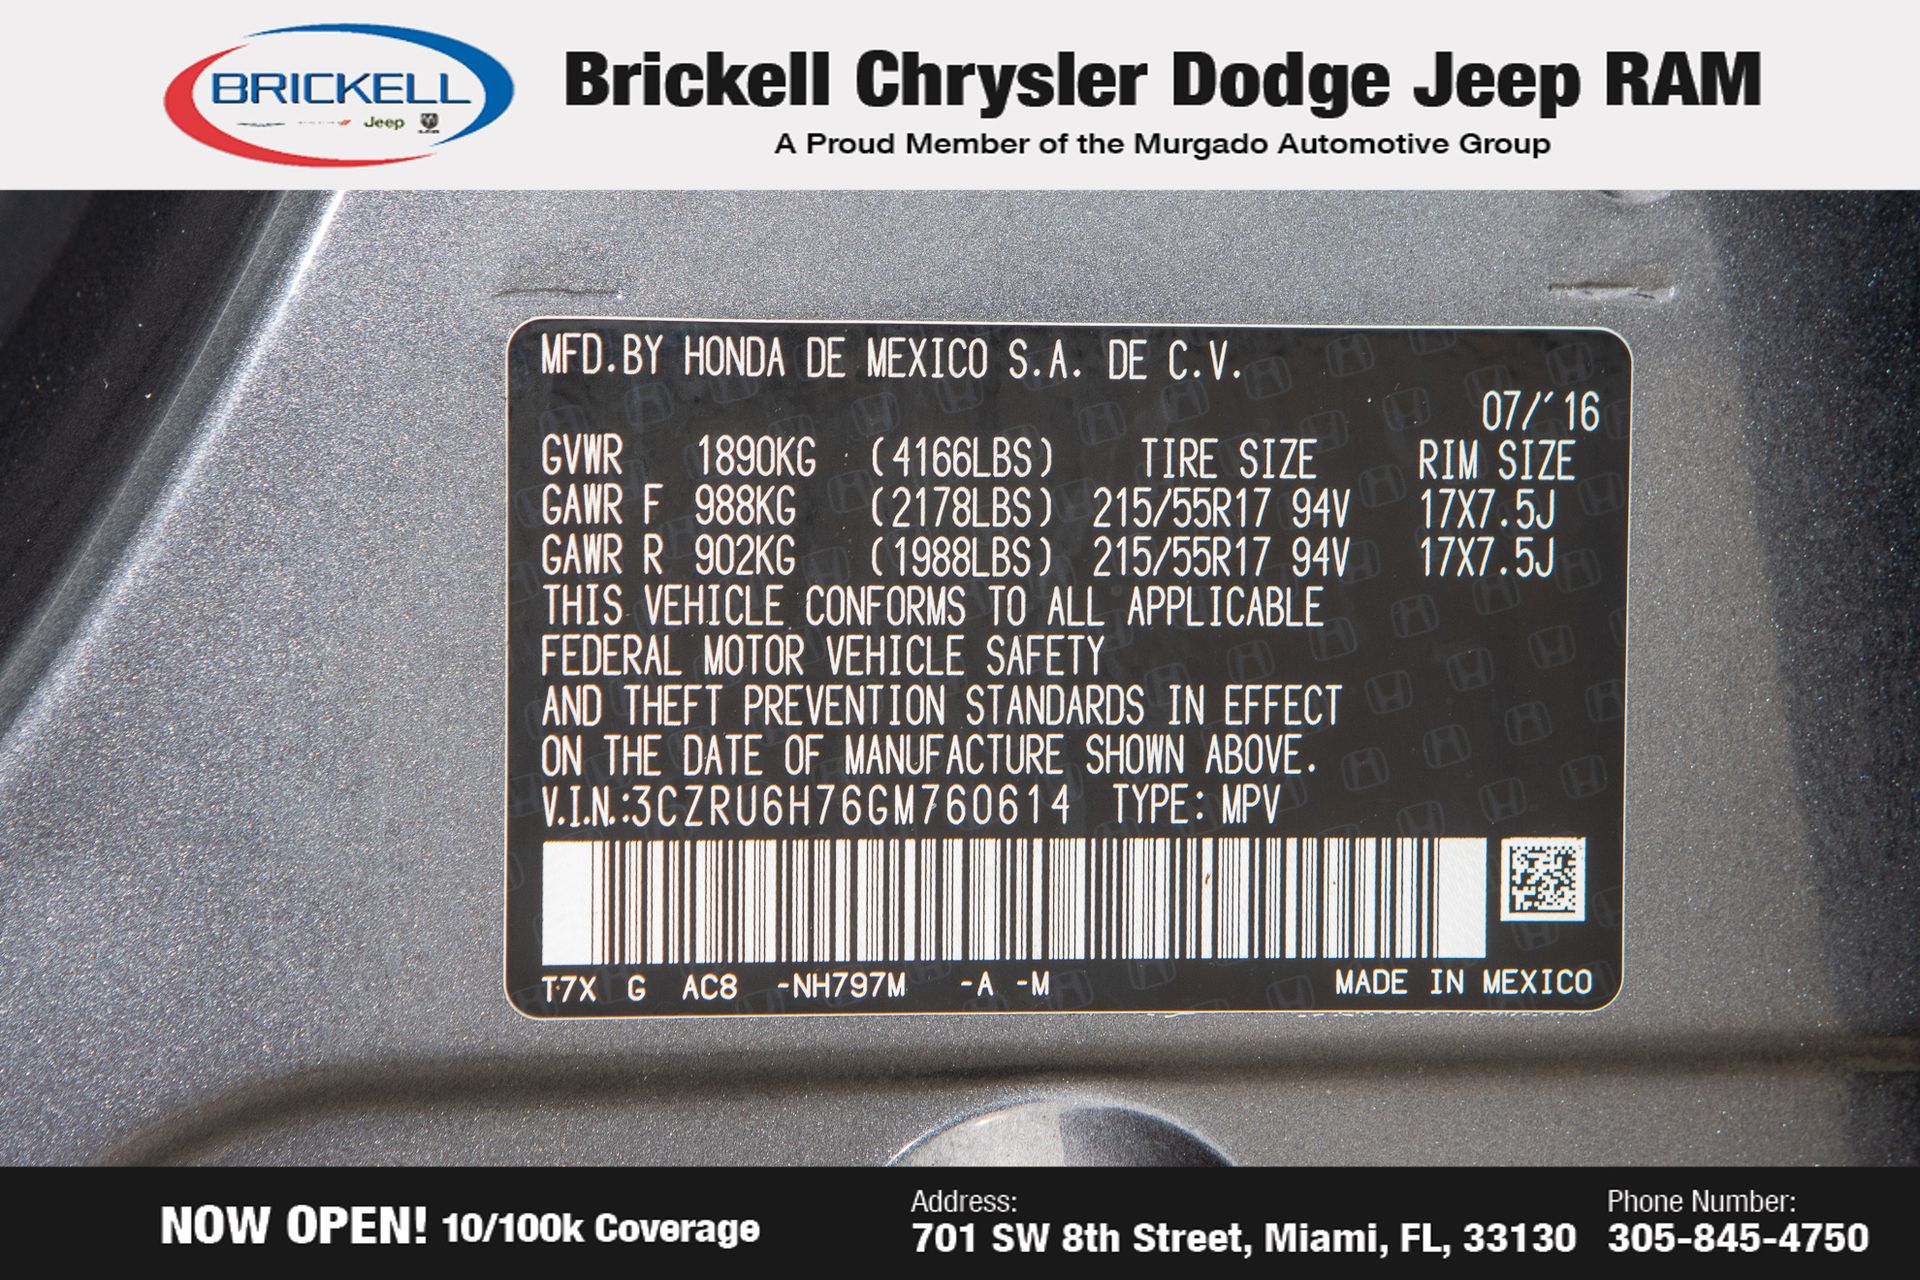 BRICKELL
Jeep
RAM
Brickell Chrysler Dodge Jeep RAM
A Proud Member of the Murgado Automotive Group
MFD.BY HONDA DE MEXICO S.A. DE C.V.
07/´16
GVWR 1890KG (4166LBS) TIRE SIZE RIM SIZE
GAWR F 988KG (2178LBS) 215/55R17 94V 17X7.5J
GAWR R 902KG (1988LBS) 215/55R17 94V 17X7.5J
THIS VEHICLE CONFORMS TO ALL APPLICABLE
FEDERAL MOTOR VEHICLE SAFETY
AND THEFT PREVENTION STANDARDS IN EFFECT
ON THE DATE OF MANUFACTURE SHOWN ABOVE.
V.I.N.:3CZRU6H76GM760614 TYPE: MPV
T7X G AC8 -NH797M -A -M MADE IN MEXICO
NOW OPEN! 10/100k Coverage
Address:
701 SW 8th Street, Miami, FL, 33130
Phone Number:
305-845-4750